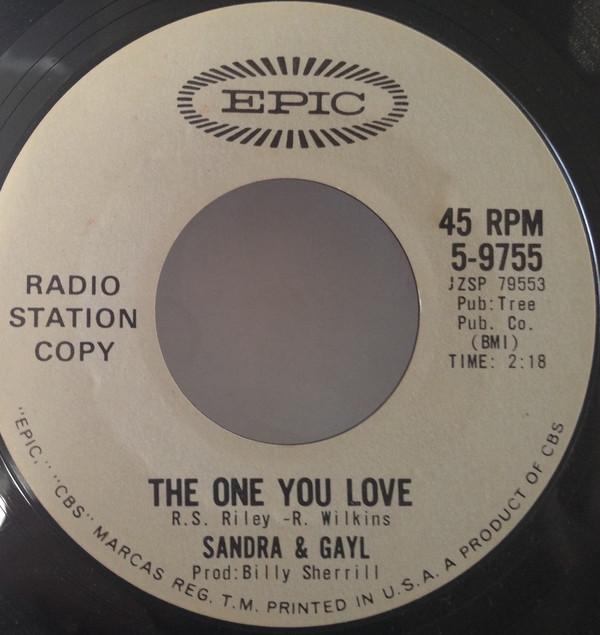 EPIC
45 RPM
5-9755
JZSP 79553
Pub:Tree
Pub. Co.
(BMI)
TIME: 2:18
RADIO
STATION
COPY
THE ONE YOU LOVE
R.S. Riley -R. Wilkins
SANDRA & GAYL
Prod:Billy Sherrill
"EPIC," "CBS" MARCAS REG. T.M. PRINTED IN U.S.A. A PRODUCT OF CBS